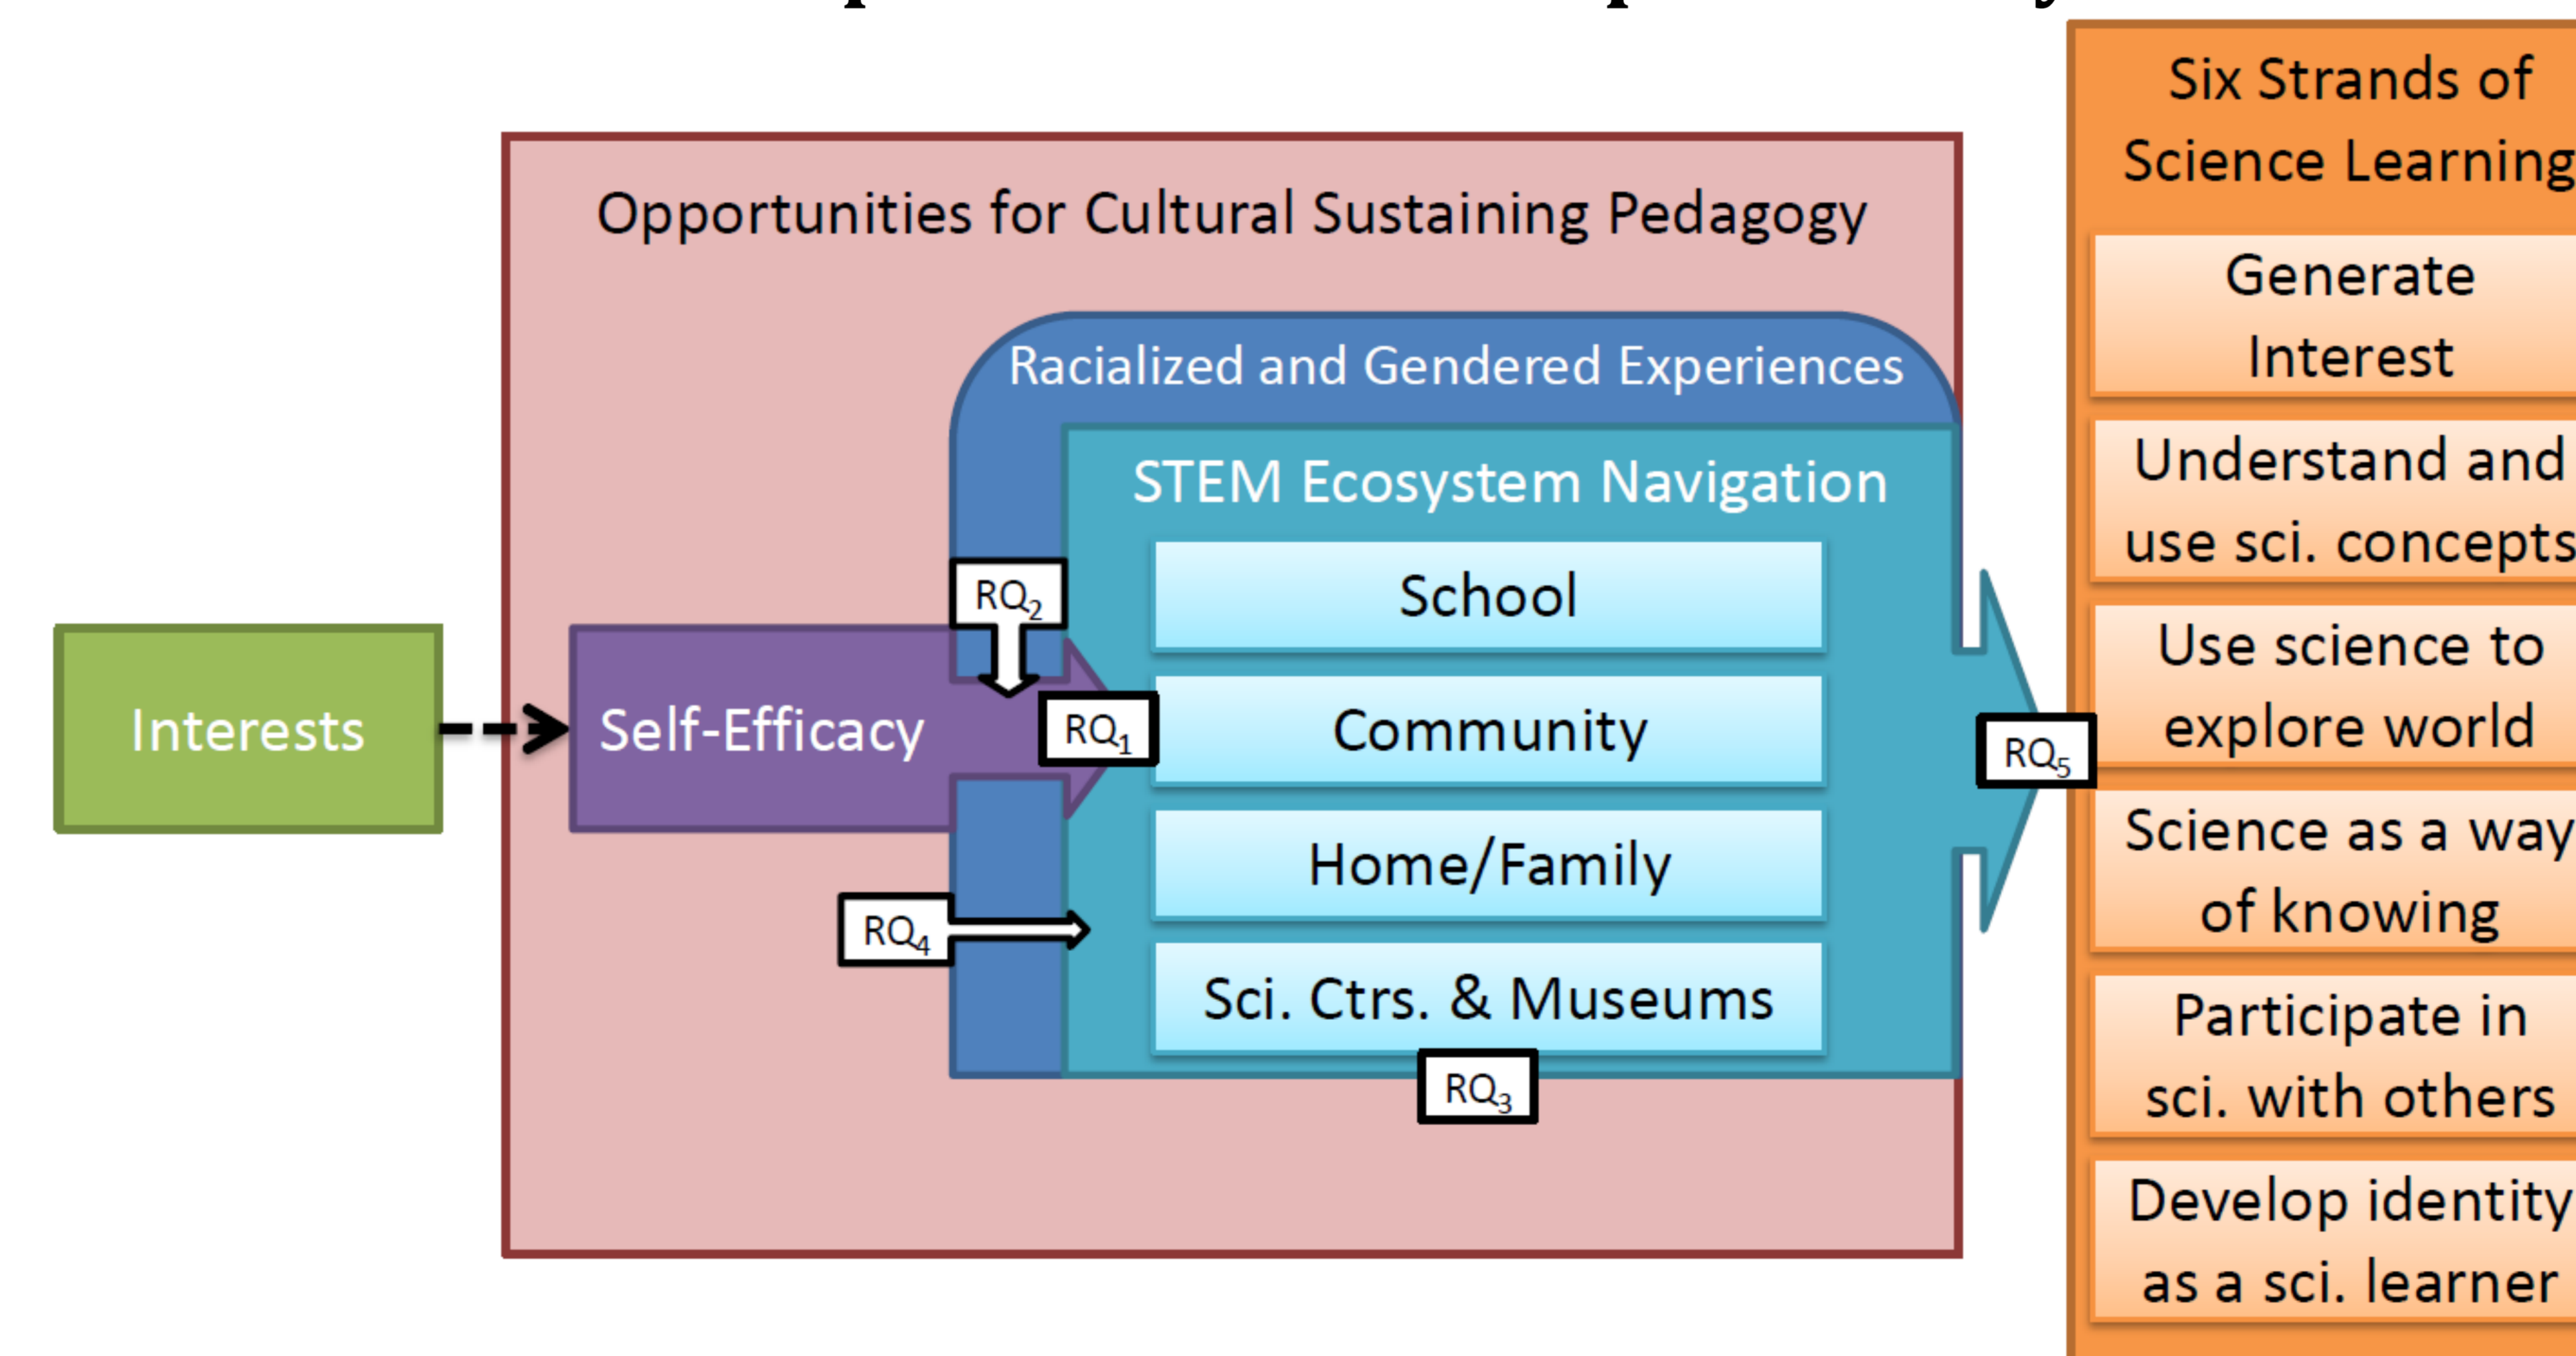 Opportunities for Cultural Sustaining Pedagogy
Racialized and Gendered Experiences
STEM Ecosystem Navigation
School
Community
Home/Family
Sci. Ctrs. & Museums
Interests
Self-Efficacy
RQ2
RQ1
RQ4
RQ3
RQ5
Six Strands of
Science Learning
Generate
Interest
Understand and
use sci. concepts
Use science to
explore world
Science as a way
of knowing
Participate in
sci. with others
Develop identity
as a sci. learner